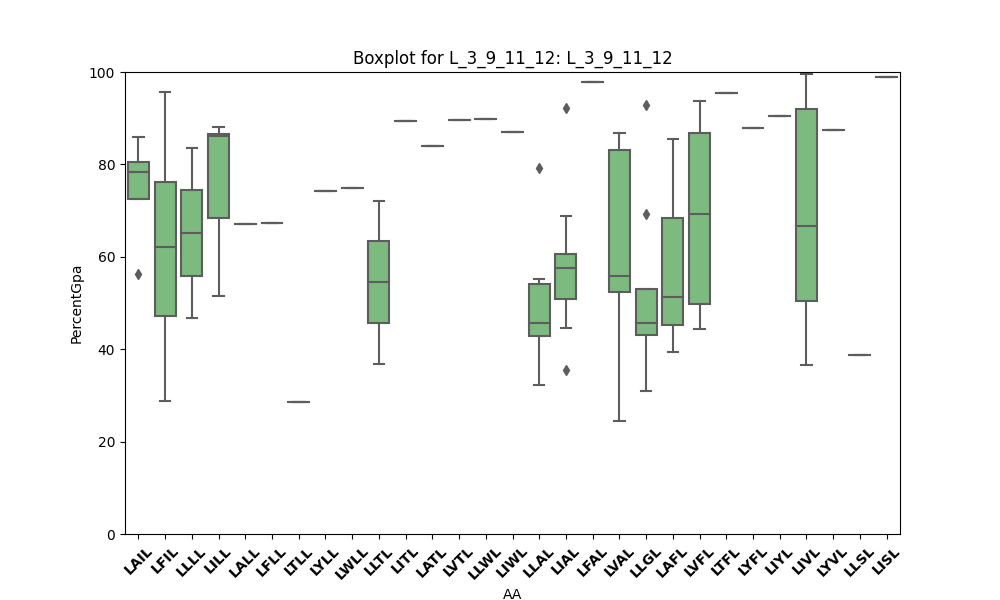 Boxplot for L_3_9_11_12: L_3_9_11_12
PercentGpa
100
80
60
40
20
0
LAIL LFIL LLLL LILL LALL LFLL LTLL LYLL LWLL LLTL LITL LATL LVTL LLWL LIWL LLAL LIAL LFAL LVAL LLGL LAFL LVFL LTFL LYFL LIYL LIVL LYVL LLSL LISL
AA